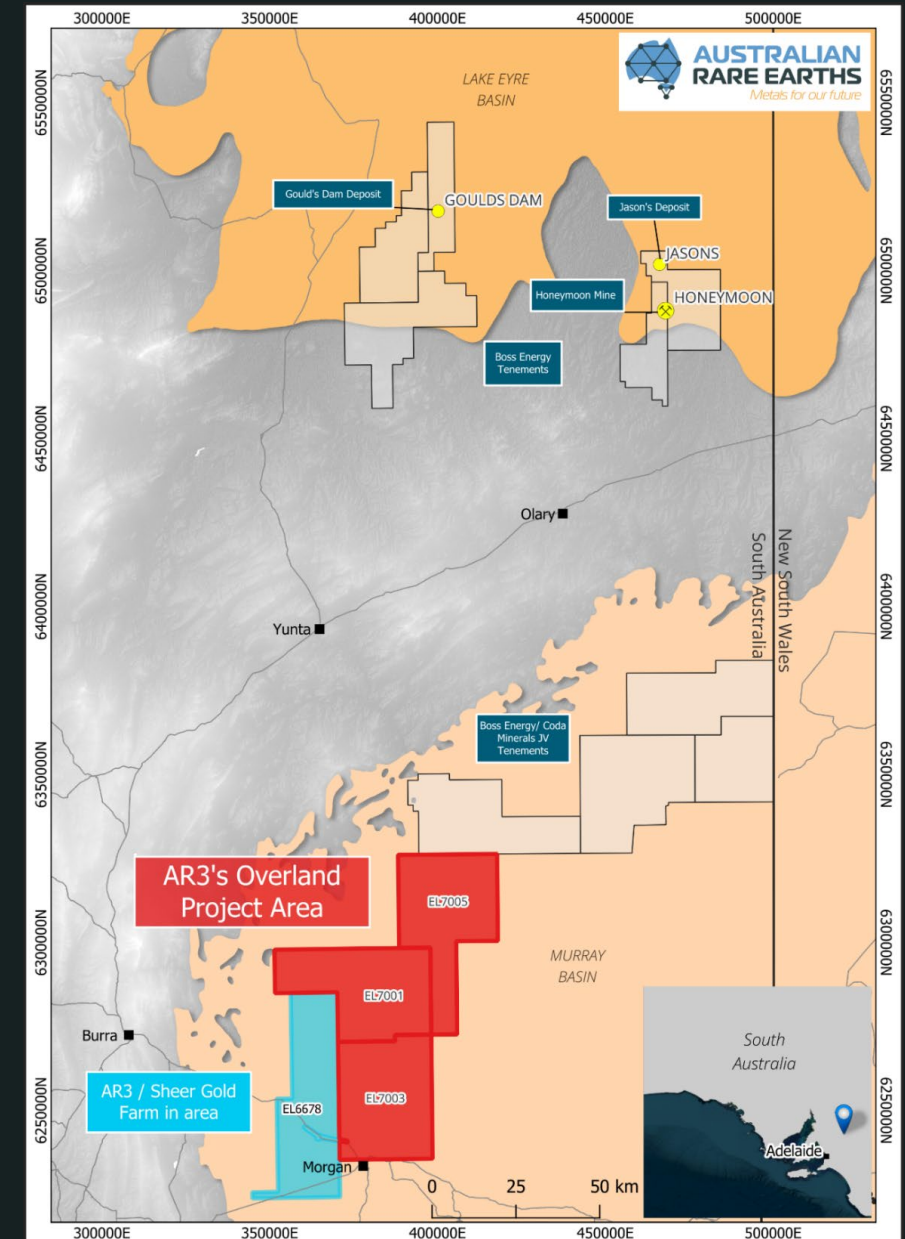 300000E 350000E 400000E 450000E 500000E
AUSTRALIAN
RARE EARTHS
Metals for our future
LAKE EYRE
BASIN
6550000N
6550000N
Gould's Dam Deposit
GOULDS DAM
Jason's Deposit
JASONS
6500000N
6500000N
Honeymoon Mine
HONEYMOON
Boss Energy
Tenements
6450000N
6450000N
Olary
New South Wales
South Australia
6400000N
6400000N
Yunta
Boss Energy/ Coda
Minerals JV
Tenements
6350000N
6350000N
AR3's Overland
Project Area
EL7005
6300000N
6300000N
MURRAY
BASIN
EL7001
Burra
South
Australia
AR3 / Sheer Gold
Farm in area
EL6678
EL7003
6250000N
6250000N
Adelaide
Morgan
0 25 50 km
300000E 350000E 400000E 450000E 500000E